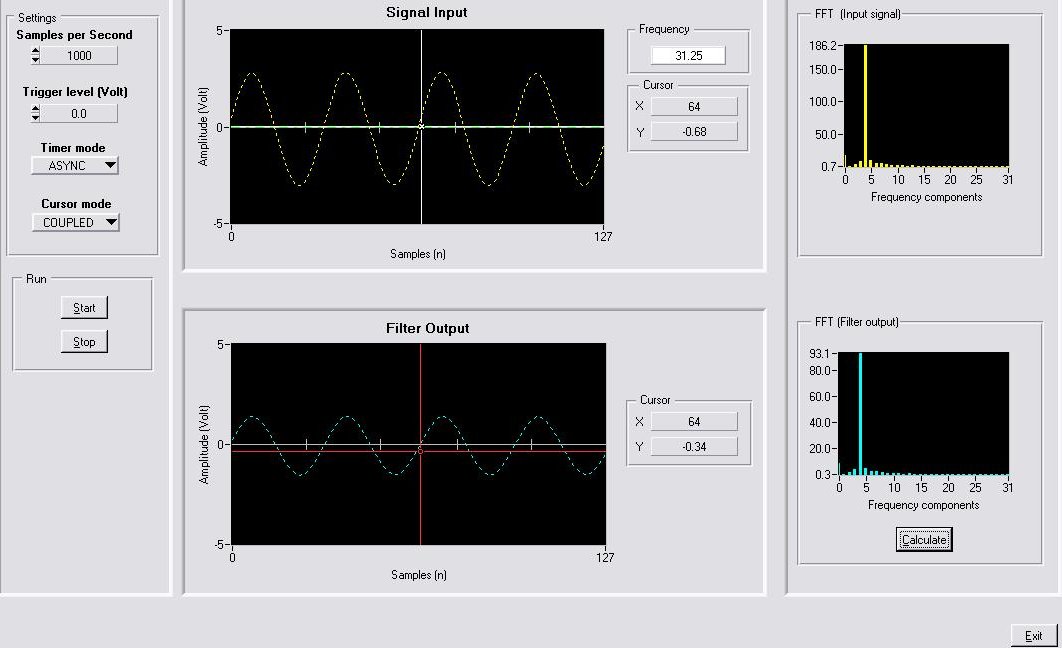 Settings
Samples per Second
1000
Trigger level (Volt)
0.0
Timer mode
ASYNC
Cursor mode
COUPLED
Run
Start
Stop
Signal Input
5
0
-5
Amplitude (Volt)
0
127
Samples (n)
Frequency
31.25
Cursor
X 64
Y -0.68
Filter Output
5
0
-5
Amplitude (Volt)
0
127
Samples (n)
Cursor
X 64
Y -0.34
FFT (Input signal)
186.2
150.0
100.0
50.0
0.7
0 5 10 15 20 25 31
Frequency components
FFT (Filter output)
93.1
80.0
60.0
40.0
20.0
0.3
0 5 10 15 20 25 31
Frequency components
Calculate
Exit